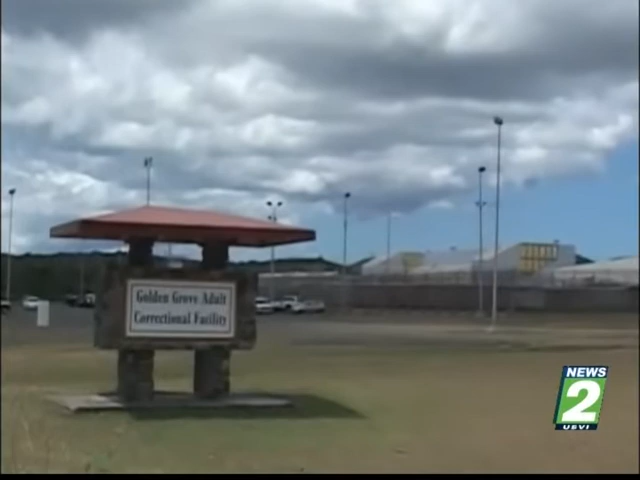 Golden Grove Adult
Correctional Facility
NEWS
2
USVI